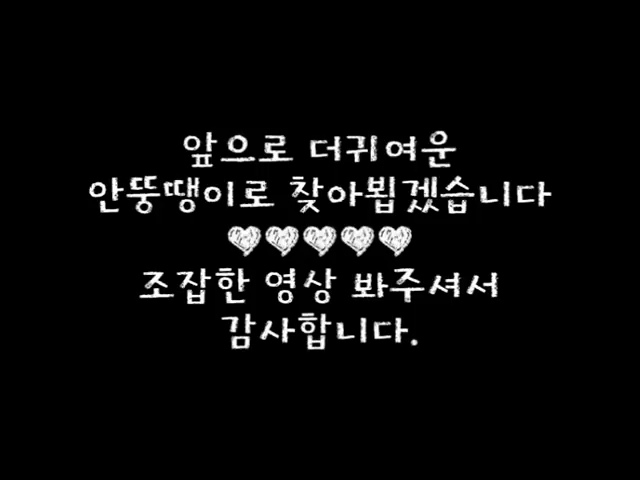 앞으로 더귀여운
안뚱땡이로 찾아뵙겠습니다
♥♥♥♥♥
조잡한 영상 봐주셔서
감사합니다.